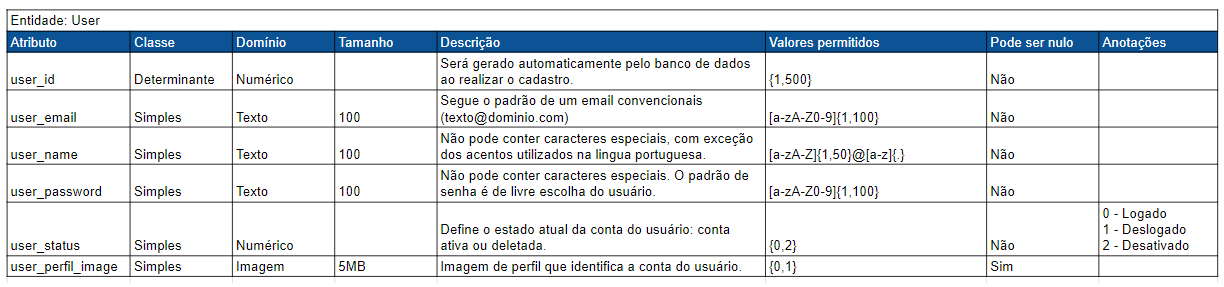 Entidade: User
Atributo Classe Domínio Tamanho Descrição Valores permitidos Pode ser nulo Anotações
user_id Determinante Numérico Será gerado automaticamente pelo banco de dados
ao realizar o cadastro. {1,500} Não
user_email Simples Texto 100 Segue o padrão de um email convencionais
(texto@dominio.com) [a-zA-Z0-9]{1,100} Não
user_name Simples Texto 100 Não pode conter caracteres especiais, com exceção
dos acentos utilizados na lingua portuguesa. [a-zA-Z]{1,50}@[a-z]{.} Não
user_password Simples Texto 100 Não pode conter caracteres especiais. O padrão de
senha é de livre escolha do usuário. [a-zA-Z0-9]{1,100} Não
user_status Simples Numérico Define o estado atual da conta do usuário: conta
ativa ou deletada. {0,2} Não 0 - Logado
1 - Deslogado
2 - Desativado
user_perfil_image Simples Imagem 5MB Imagem de perfil que identifica a conta do usuário. {0,1} Sim